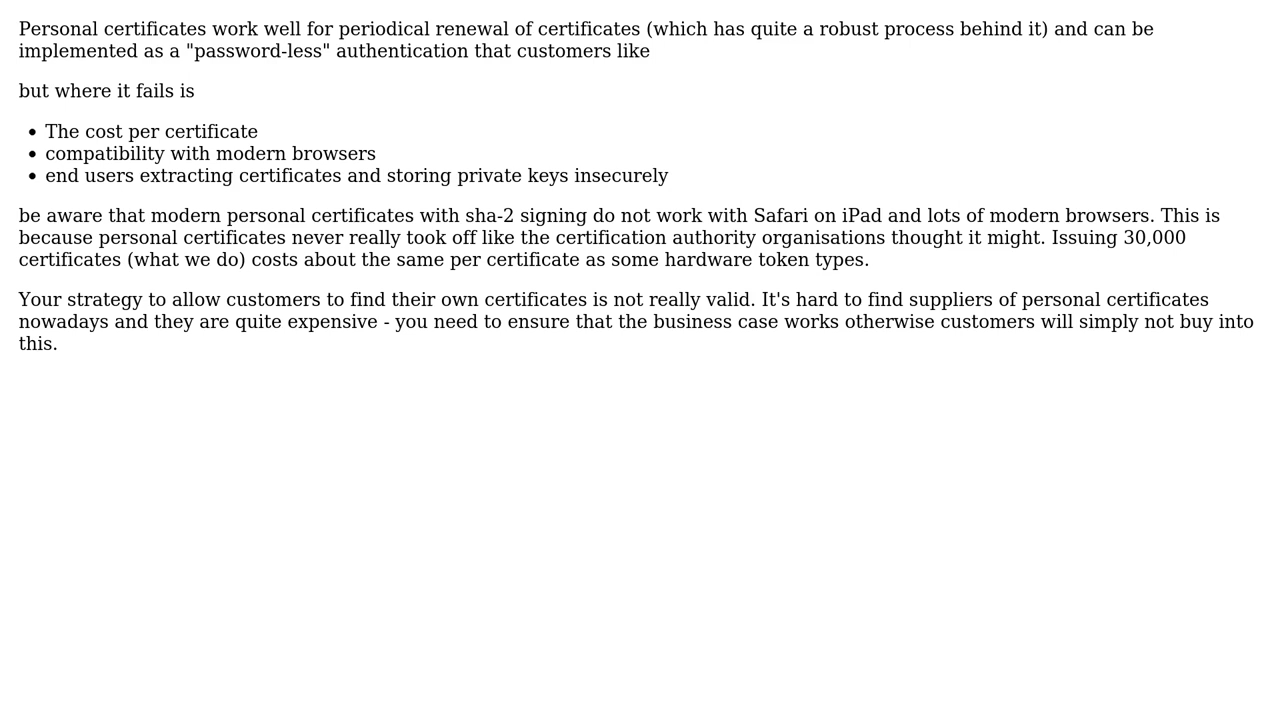 Personal certificates work well for periodical renewal of certificates (which has quite a robust process behind it) and can be
implemented as a "password-less" authentication that customers like
but where it fails is
• The cost per certificate
• compatibility with modern browsers
• end users extracting certificates and storing private keys insecurely
be aware that modern personal certificates with sha-2 signing do not work with Safari on iPad and lots of modern browsers. This is
because personal certificates never really took off like the certification authority organisations thought it might. Issuing 30,000
certificates (what we do) costs about the same per certificate as some hardware token types.
Your strategy to allow customers to find their own certificates is not really valid. It's hard to find suppliers of personal certificates
nowadays and they are quite expensive - you need to ensure that the business case works otherwise customers will simply not buy into
this.